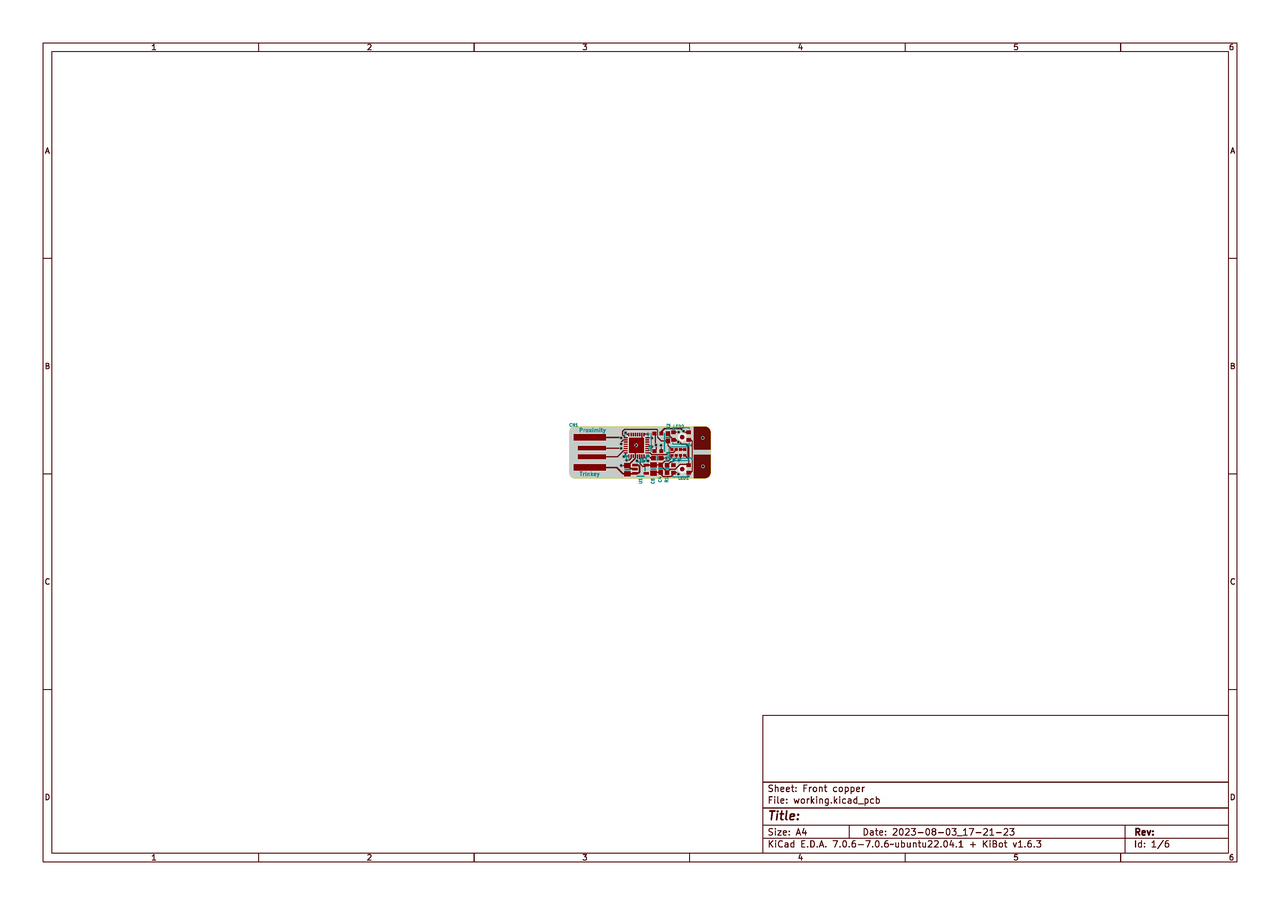 1 2 3 4 5 6
A A
B B
CN1
Proximity
Trinkey
C C
D D
Sheet: Front copper
File: working.kicad_pcb
Title:
Size: A4 Date: 2023-08-03_17-21-23 Rev:
KiCad E.D.A. 7.0.6-7.0.6~ubuntu22.04.1 + KiBot v1.6.3 Id: 1/6
1 2 3 4 5 6